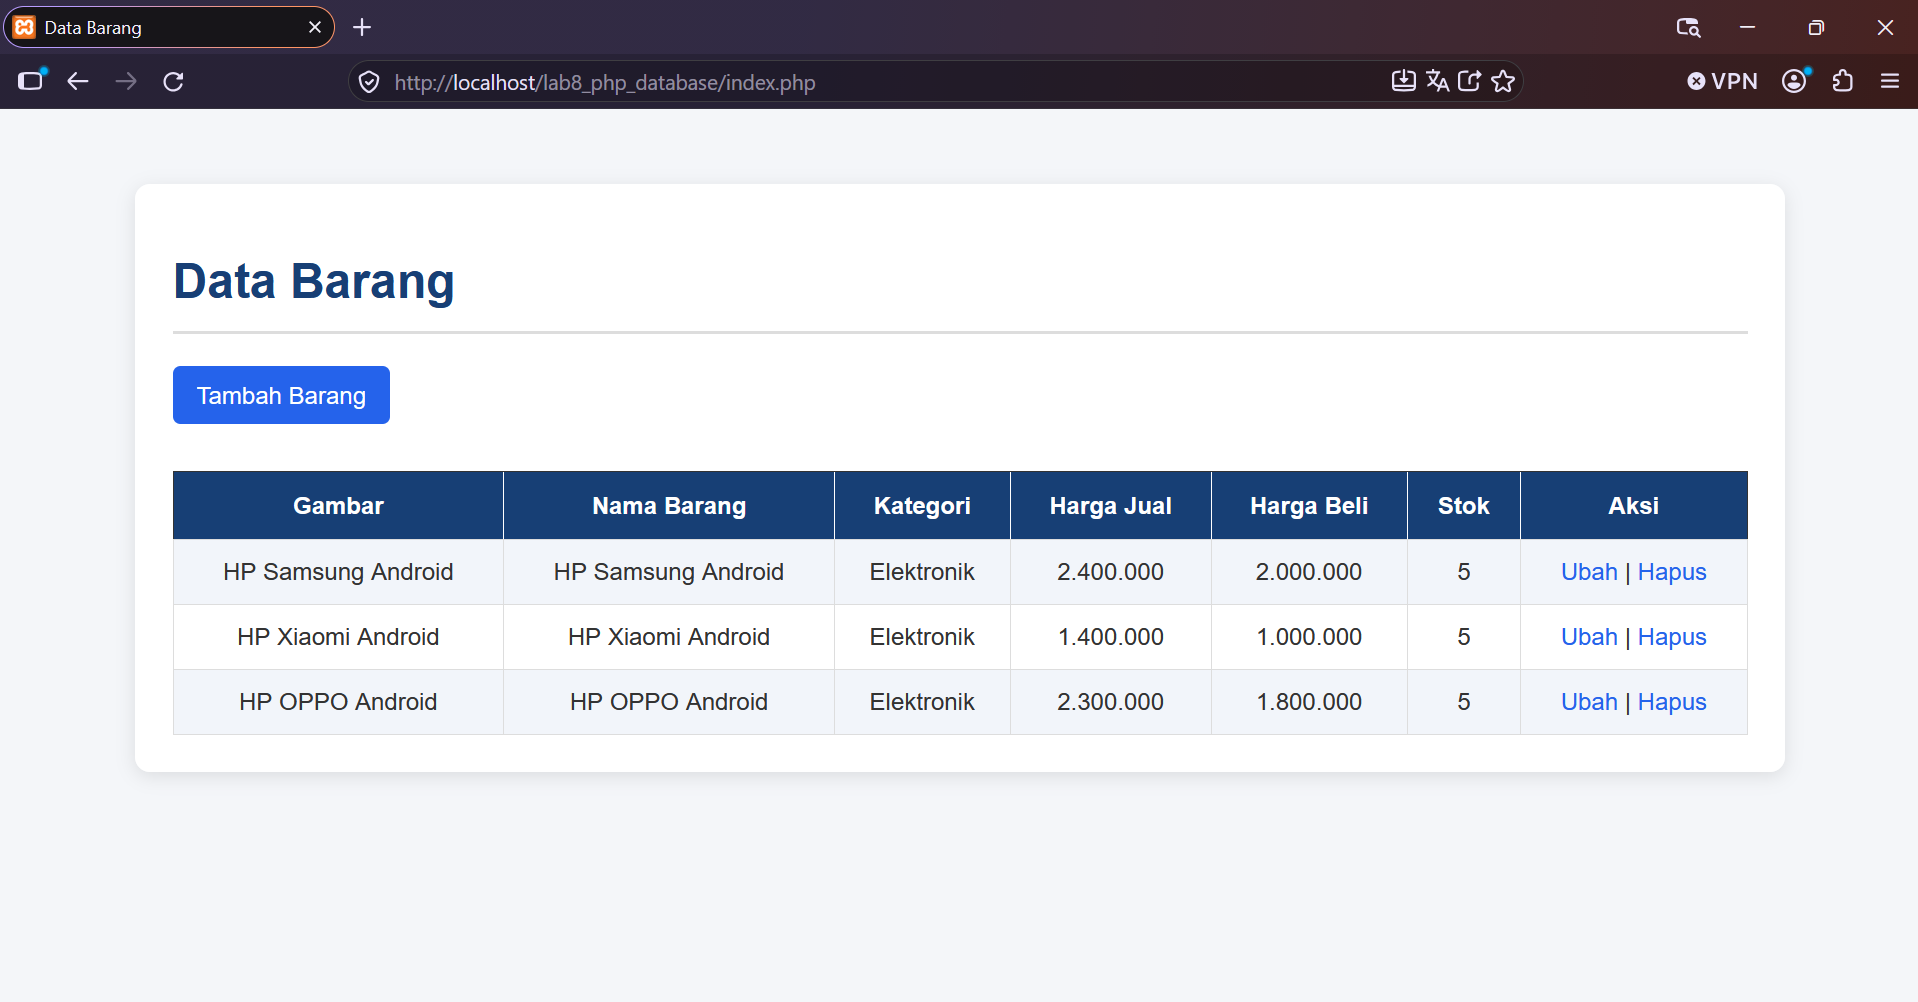 Data Barang
http://localhost/lab8_php_database/index.php
VPN
Data Barang
Tambah Barang
Gambar Nama Barang Kategori Harga Jual Harga Beli Stok Aksi
HP Samsung Android HP Samsung Android Elektronik 2.400.000 2.000.000 5 Ubah | Hapus
HP Xiaomi Android HP Xiaomi Android Elektronik 1.400.000 1.000.000 5 Ubah | Hapus
HP OPPO Android HP OPPO Android Elektronik 2.300.000 1.800.000 5 Ubah | Hapus